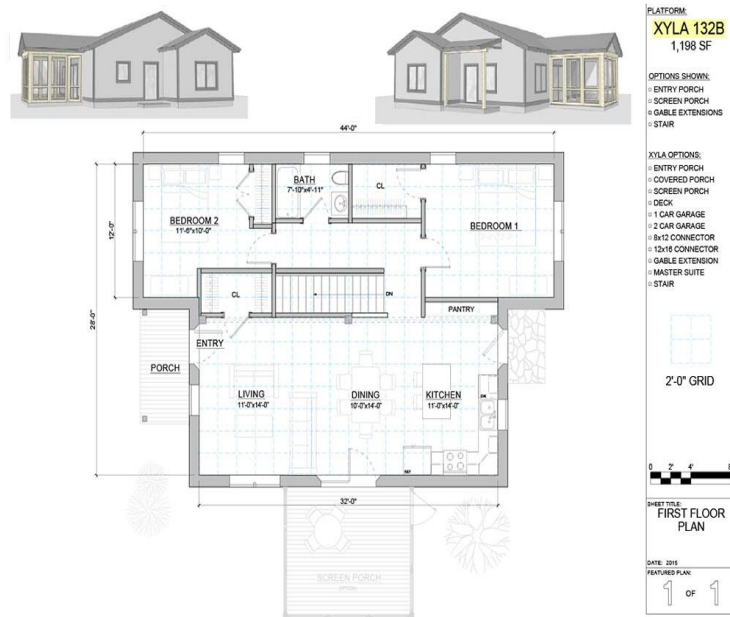 PLATFORM:
XYLA 132B
1,198 SF
OPTIONS SHOWN:
ENTRY PORCH
SCREEN PORCH
GABLE EXTENSIONS
STAIR
XYLA OPTIONS:
ENTRY PORCH
COVERED PORCH
SCREEN PORCH
DECK
1 CAR GARAGE
2 CAR GARAGE
8x12 CONNECTOR
12x16 CONNECTOR
GABLE EXTENSION
MASTER SUITE
STAIR
2'-0" GRID
0 2' 4' 8
SHEET TITLE:
FIRST FLOOR
PLAN
DATE: 2015
FEATURED PLAN:
1 OF 1
44'-0"
BATH
7'-10"x4'-11"
CL
BEDROOM 2
11'-6"x10'-0"
BEDROOM 1
12'-0"
28'-0"
CL
DN
PANTRY
ENTRY
PORCH
LIVING
11'-0"x14'-0"
DINING
10'-0"x14'-0"
KITCHEN
11'-0"x14'-0"
DW
REF
32'-0"
SCREEN PORCH
(OPTION)